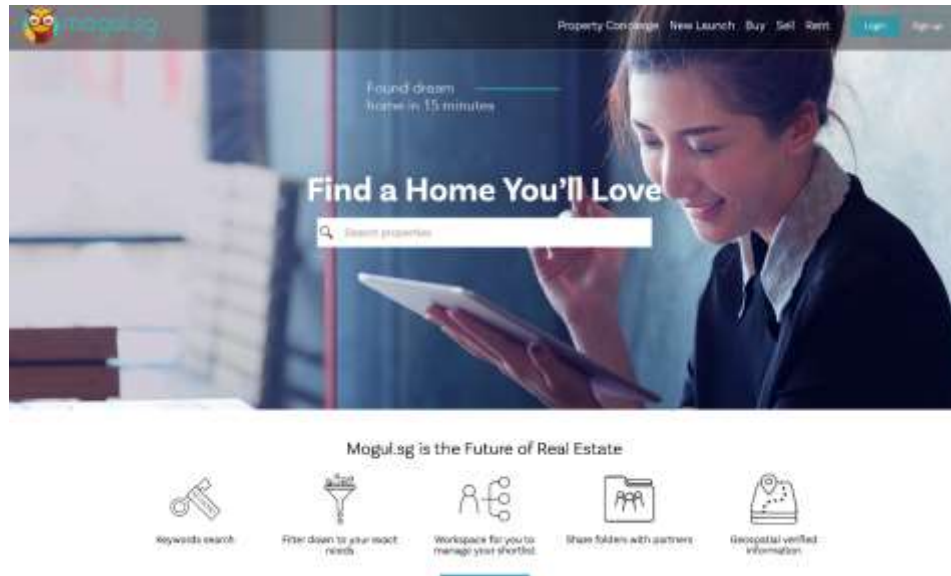 mogul.sg
Property Concierge New Launch Buy Sell Rent Login Sign up
Found dream
home in 15 minutes
Find a Home You'll Love
Search properties
Mogul.sg is the Future of Real Estate
Keywords search
Filter down to your exact
needs
Workspace for you to
manage your shortlist
Share folders with partners
Geospatial verified
information